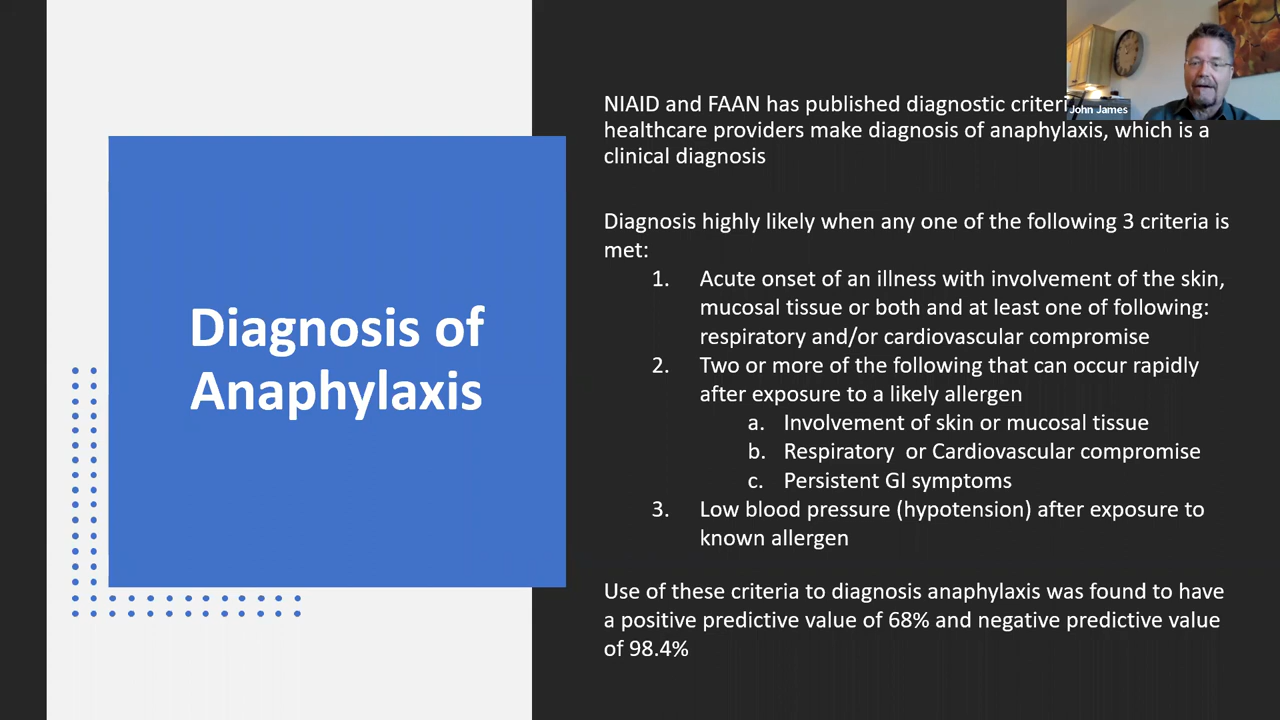 NIAID and FAAN has published diagnostic
John James
healthcare providers make diagnosis of anaphylaxis, which is a
clinical diagnosis
Diagnosis of
Anaphylaxis
Diagnosis highly likely when any one of the following 3 criteria is
met:
1. Acute onset of an illness with involvement of the skin,
mucosal tissue or both and at least one of following:
respiratory and/or cardiovascular compromise
2. Two or more of the following that can occur rapidly
after exposure to a likely allergen
a. Involvement of skin or mucosal tissue
b. Respiratory or Cardiovascular compromise
c. Persistent GI symptoms
3. Low blood pressure (hypotension) after exposure to
known allergen
Use of these criteria to diagnosis anaphylaxis was found to have
a positive predictive value of 68% and negative predictive value
of 98.4%